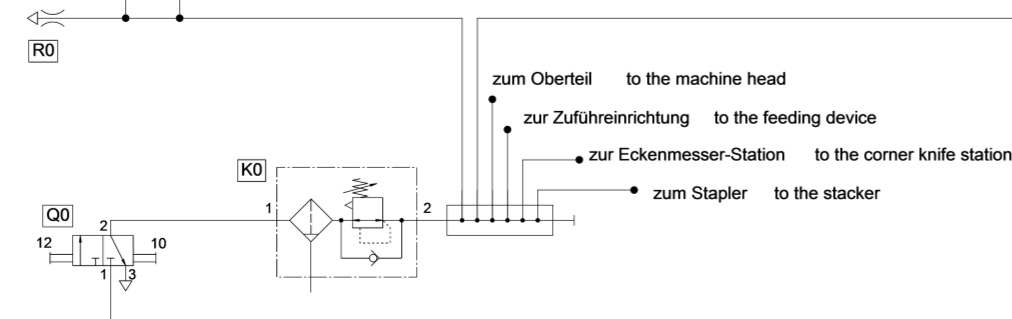 R0
zum Oberteil to the machine head
zur Zuführeinrichtung to the feeding device
zur Eckenmesser-Station to the corner knife station
zum Stapler to the stacker
K0
1
2
Q0
2
12
10
1
3